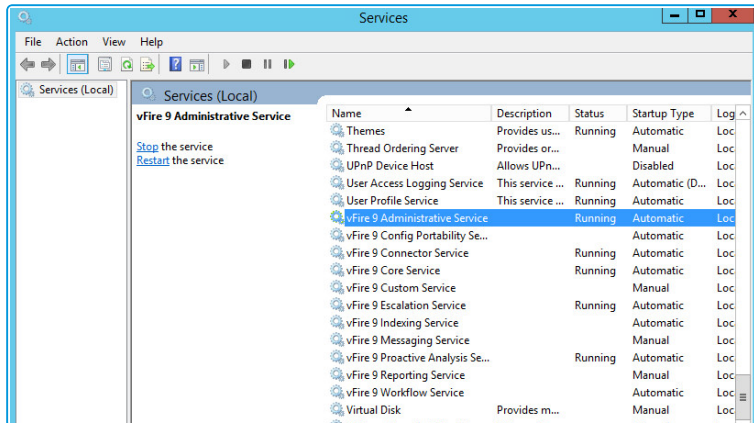 Services
File Action View Help
Services (Local)
Services (Local)
vFire 9 Administrative Service
Stop the service
Restart the service
Name Description Status Startup Type Log
Themes Provides us... Running Automatic Loc
Thread Ordering Server Provides or... Manual Loc
UPnP Device Host Allows UPn... Disabled Loc
User Access Logging Service This service ... Running Automatic (D... Loc
User Profile Service This service ... Running Automatic Loc
vFire 9 Administrative Service Running Automatic Loc
vFire 9 Config Portability Se... Automatic Loc
vFire 9 Connector Service Running Automatic Loc
vFire 9 Core Service Running Automatic Loc
vFire 9 Custom Service Manual Loc
vFire 9 Escalation Service Running Automatic Loc
vFire 9 Indexing Service Automatic Loc
vFire 9 Messaging Service Manual Loc
vFire 9 Proactive Analysis Se... Running Automatic Loc
vFire 9 Reporting Service Manual Loc
vFire 9 Workflow Service Automatic Loc
Virtual Disk Provides m... Manual Loc